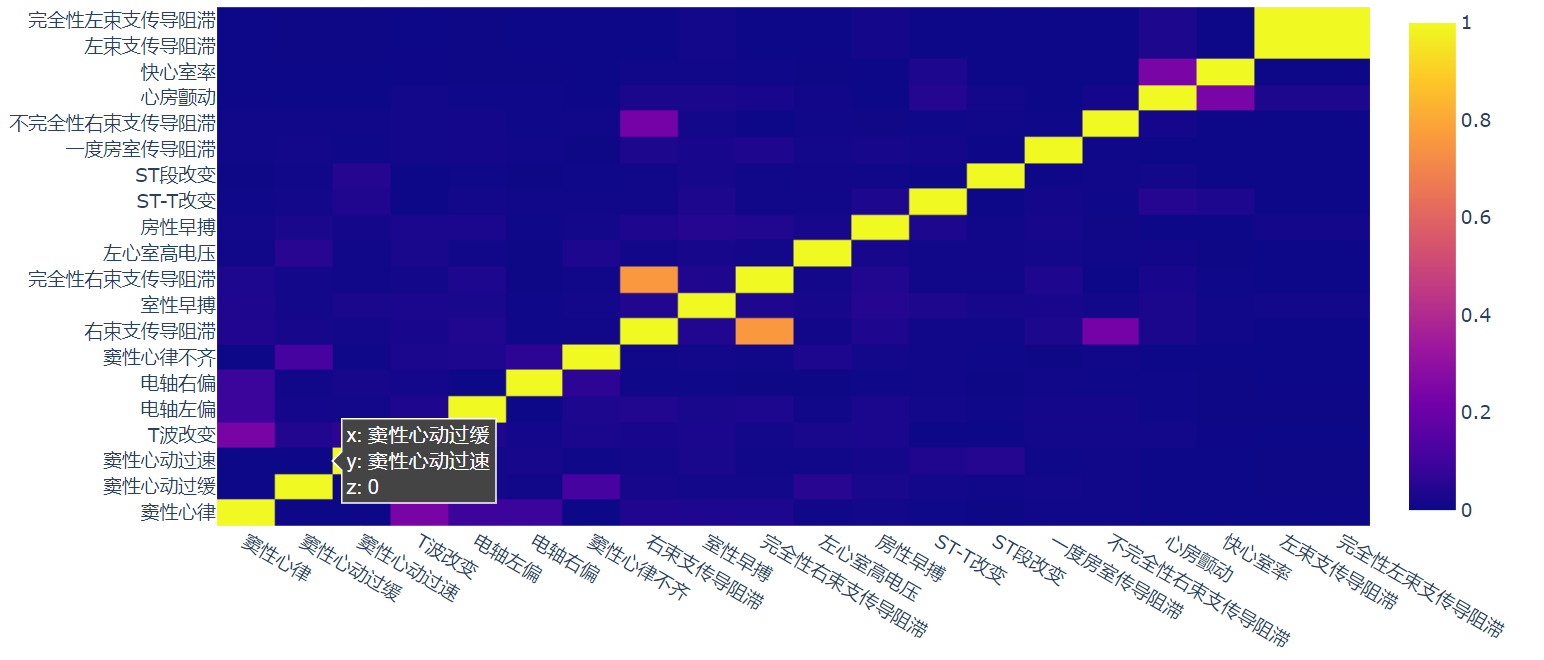 完全性左束支传导阻滞
左束支传导阻滞
快心室率
心房颤动
不完全性右束支传导阻滞
一度房室传导阻滞
ST段改变
ST-T改变
房性早搏
左心室高电压
完全性右束支传导阻滞
室性早搏
右束支传导阻滞
窦性心律不齐
电轴右偏
电轴左偏
T波改变
窦性心动过速
窦性心动过缓
窦性心律
x: 窦性心动过缓
y: 窦性心动过速
z: 0
窦性心律
窦性心动过缓
窦性心动过速
T波改变
电轴左偏
电轴右偏
窦性心律不齐
右束支传导阻滞
室性早搏
完全性右束支传导阻滞
左心室高电压
房性早搏
ST-T改变
ST段改变
一度房室传导阻滞
不完全性右束支传导阻滞
心房颤动
快心室率
左束支传导阻滞
完全性左束支传导阻滞
1
0.8
0.6
0.4
0.2
0